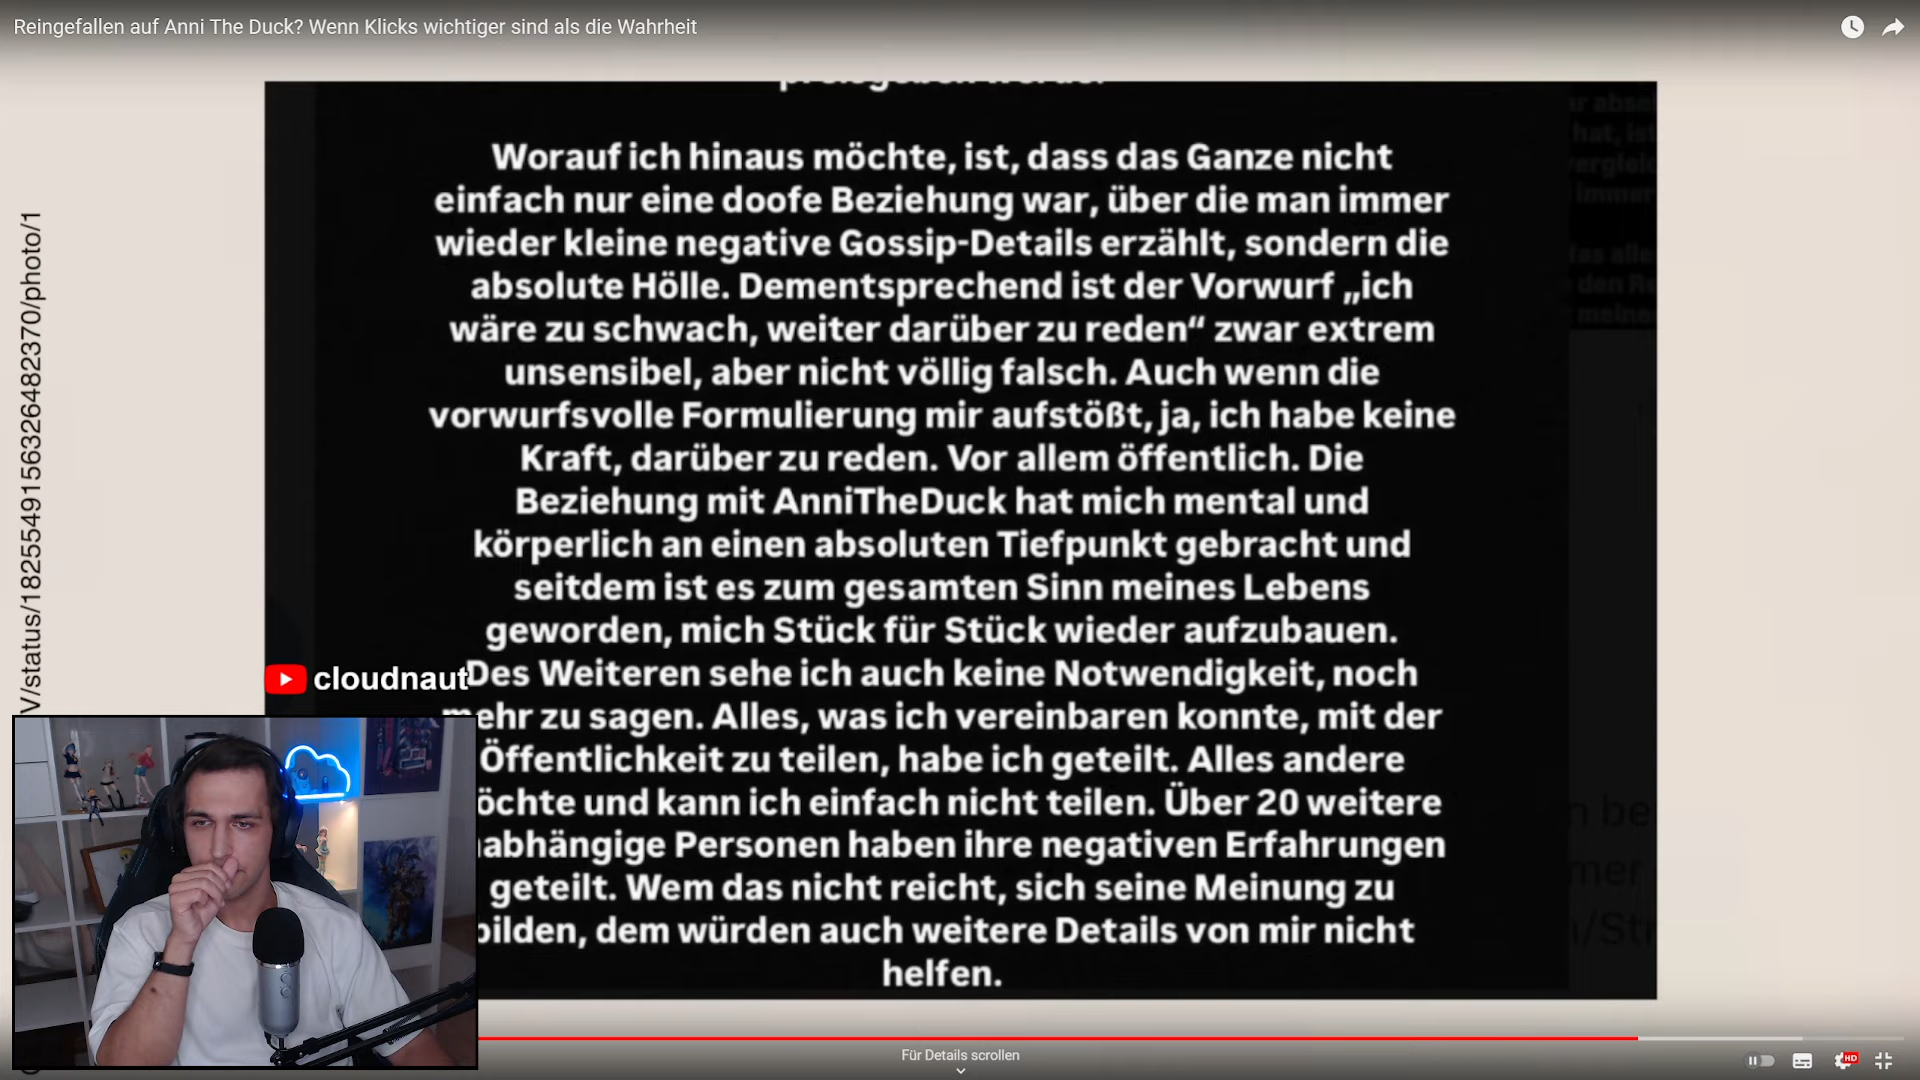 Reingefallen auf Anni The Duck? Wenn Klicks wichtiger sind als die Wahrheit
V/status/1825549156326482370/photo/1
Worauf ich hinaus möchte, ist, dass das Ganze nicht
einfach nur eine doofe Beziehung war, über die man immer
wieder kleine negative Gossip-Details erzählt, sondern die
absolute Hölle. Dementsprechend ist der Vorwurf „ich
wäre zu schwach, weiter darüber zu reden“ zwar extrem
unsensibel, aber nicht völlig falsch. Auch wenn die
vorwurfsvolle Formulierung mir aufstößt, ja, ich habe keine
Kraft, darüber zu reden. Vor allem öffentlich. Die
Beziehung mit AnniTheDuck hat mich mental und
körperlich an einen absoluten Tiefpunkt gebracht und
seitdem ist es zum gesamten Sinn meines Lebens
geworden, mich Stück für Stück wieder aufzubauen.
Des Weiteren sehe ich auch keine Notwendigkeit, noch
ehr zu sagen. Alles, was ich vereinbaren konnte, mit der
Öffentlichkeit zu teilen, habe ich geteilt. Alles andere
öchte und kann ich einfach nicht teilen. Über 20 weitere
abhängige Personen haben ihre negativen Erfahrungen
geteilt. Wem das nicht reicht, sich seine Meinung zu
bilden, dem würden auch weitere Details von mir nicht
helfen.
cloudnaut
Für Details scrollen
HD